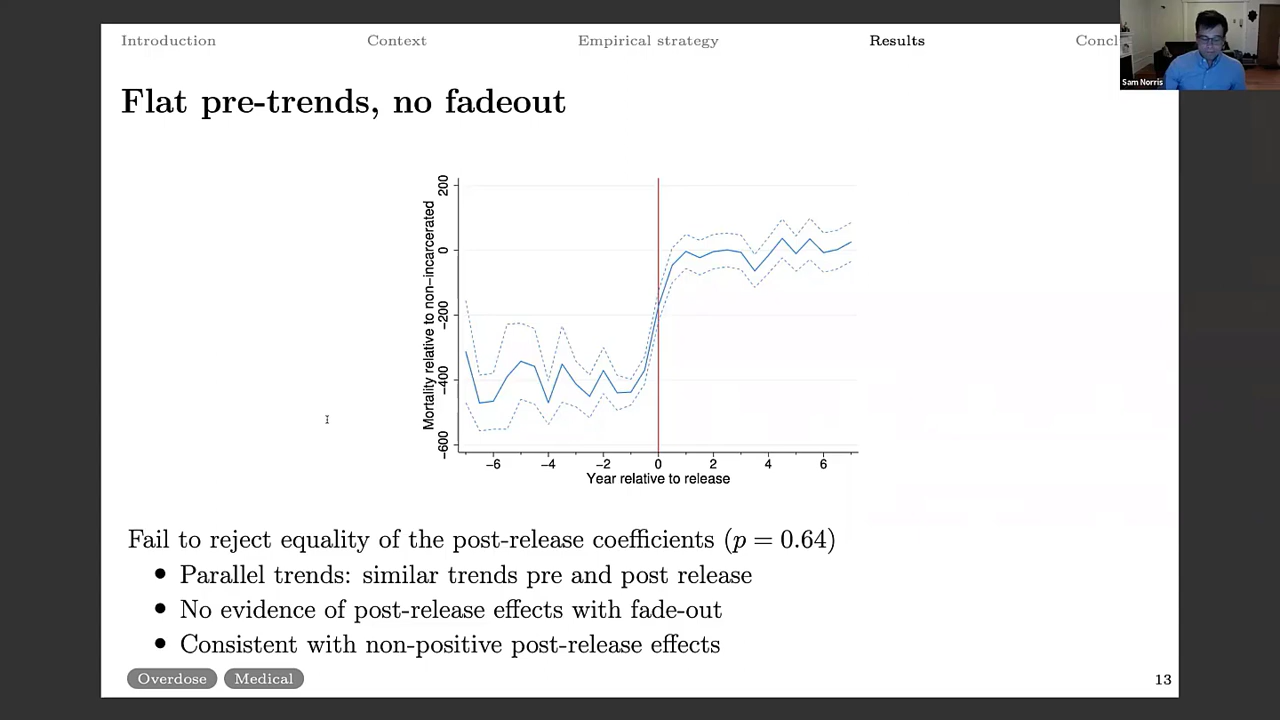 Introduction Context Empirical strategy Results Concl
Sam Norris
Flat pre-trends, no fadeout
Mortality relative to non-incarcerated
200
0
-200
-400
-600
-6 -4 -2 0 2 4 6
Year relative to release
Fail to reject equality of the post-release coefficients (p = 0.64)
• Parallel trends: similar trends pre and post release
• No evidence of post-release effects with fade-out
• Consistent with non-positive post-release effects
Overdose Medical
13